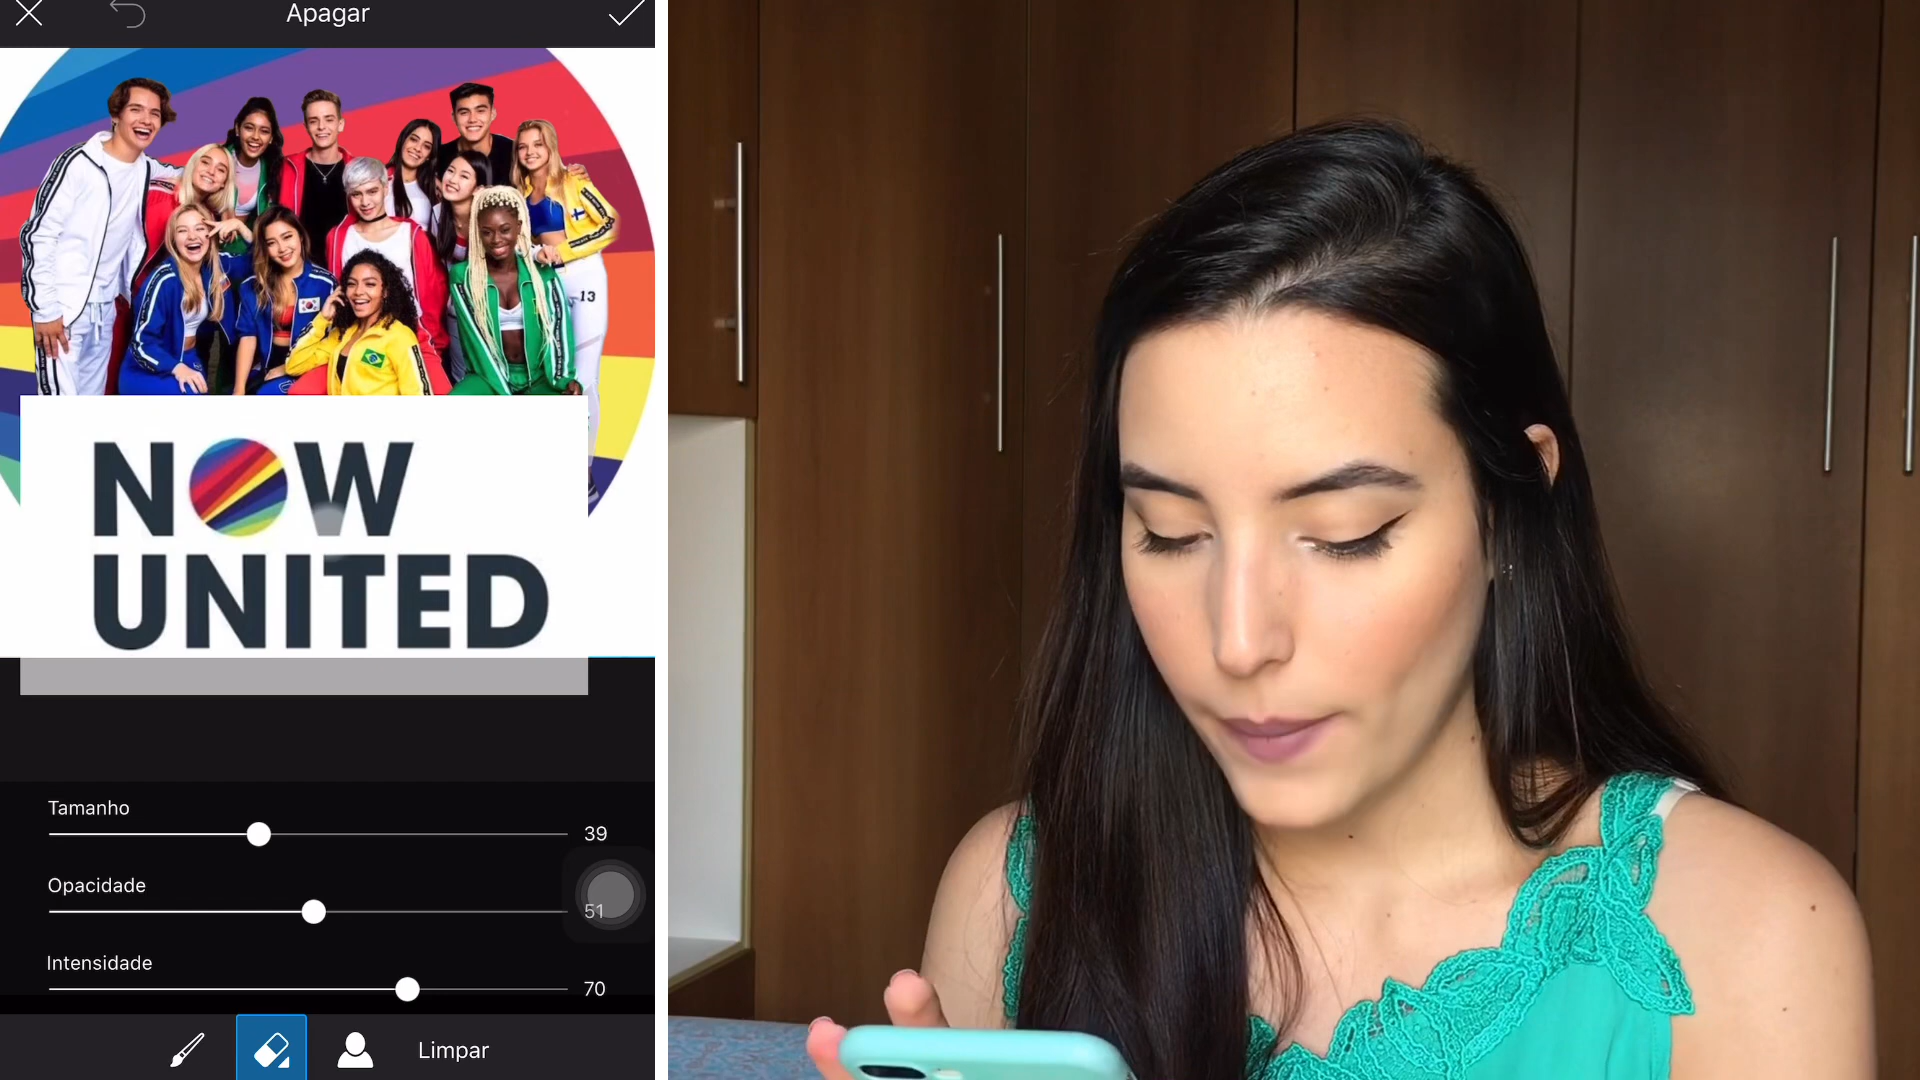 Apagar
13
NOW
UNITED
Tamanho
39
Opacidade
51
Intensidade
70
Limpar